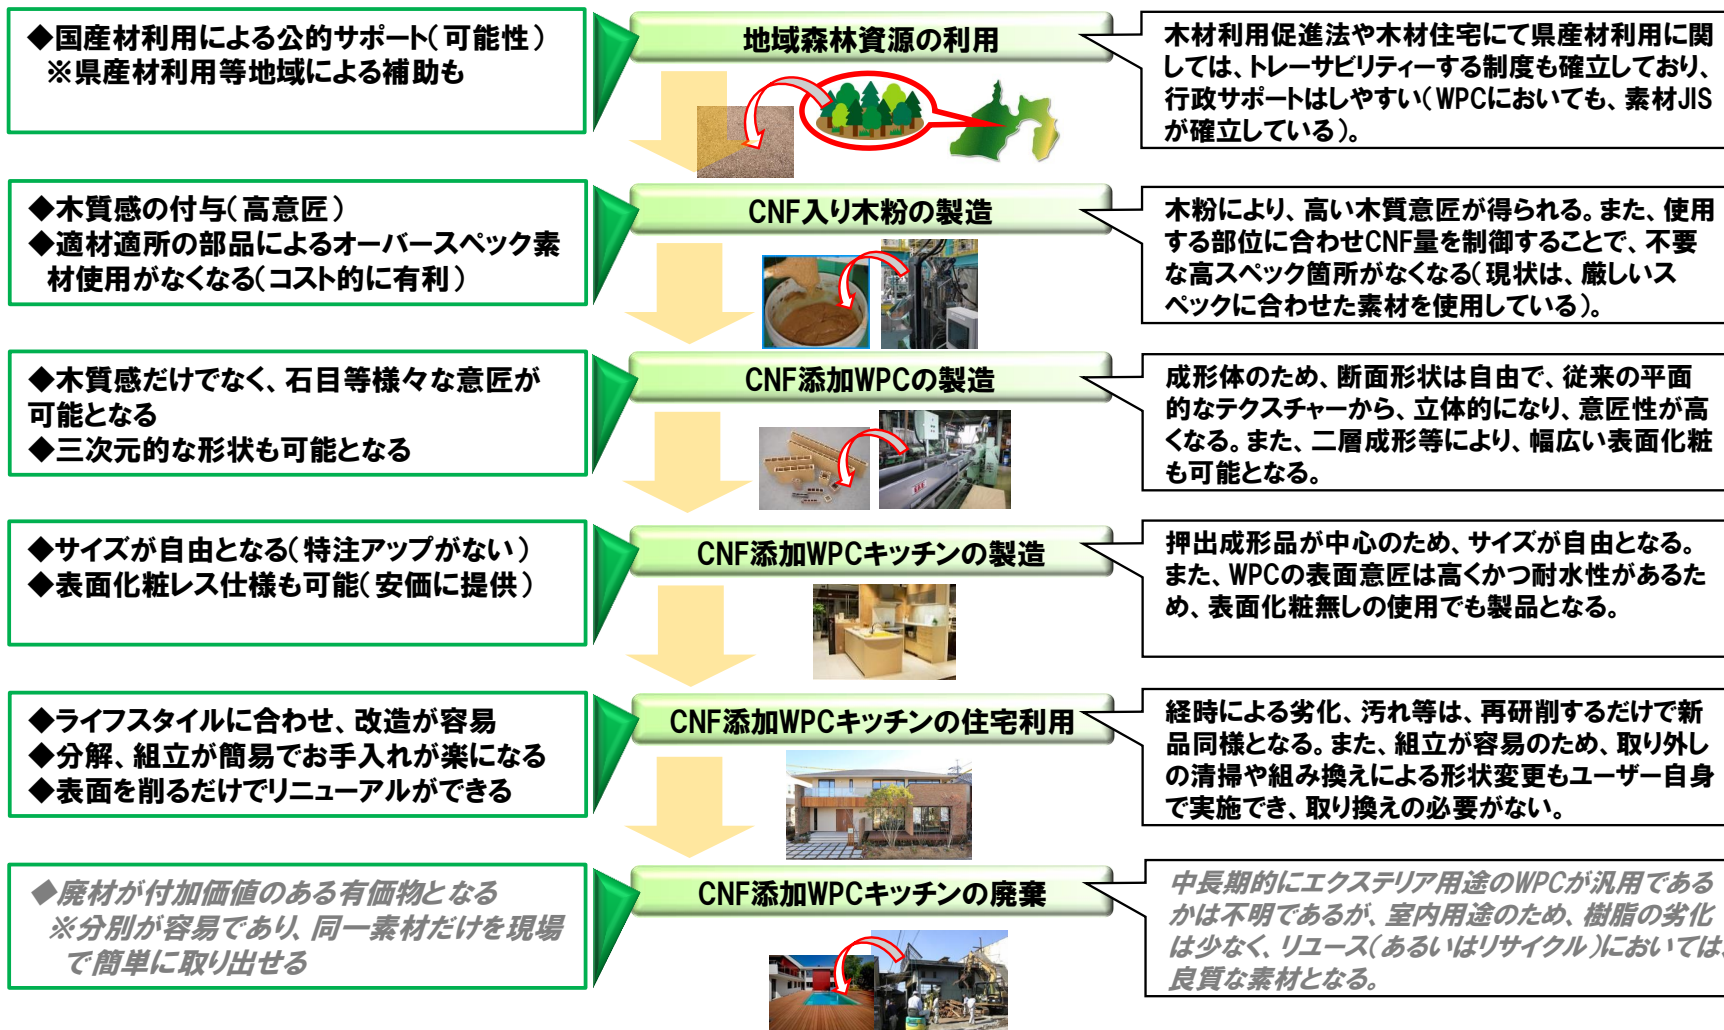 ◆国産材利用による公的サポート(可能性)
※県産材利用等地域による補助も
地域森林資源の利用
木材利用促進法や木材住宅にて県産材利用に関
しては、トレーサビリティーする制度も確立しており、
行政サポートはしやすい(WPCにおいても、素材JIS
が確立している)。
◆木質感の付与(高意匠)
◆適材適所の部品によるオーバースペック素
材使用がなくなる(コスト的に有利)
CNF入り木粉の製造
木粉により、高い木質意匠が得られる。また、使用
する部位に合わせCNF量を制御することで、不要
な高スペック箇所がなくなる(現状は、厳しいス
ペックに合わせた素材を使用している)。
◆木質感だけでなく、石目等様々な意匠が
可能となる
◆三次元的な形状も可能となる
CNF添加WPCの製造
成形体のため、断面形状は自由で、従来の平面
的なテクスチャーから、立体的になり、意匠性が高
くなる。また、二層成形等により、幅広い表面化粧
も可能となる。
◆サイズが自由となる(特注アップがない)
◆表面化粧レス仕様も可能(安価に提供)
CNF添加WPCキッチンの製造
押出成形品が中心のため、サイズが自由となる。
また、WPCの表面意匠は高くかつ耐水性があるた
め、表面化粧無しの使用でも製品となる。
◆ライフスタイルに合わせ、改造が容易
◆分解、組立が簡易でお手入れが楽になる
◆表面を削るだけでリニューアルができる
CNF添加WPCキッチンの住宅利用
経時による劣化、汚れ等は、再研削するだけで新
品同様となる。また、組立が容易のため、取り外し
の清掃や組み換えによる形状変更もユーザー自身
で実施でき、取り換えの必要がない。
◆廃材が付加価値のある有価物となる
※分別が容易であり、同一素材だけを現場
で簡単に取り出せる
CNF添加WPCキッチンの廃棄
中長期的にエクステリア用途のWPCが汎用である
かは不明であるが、室内用途のため、樹脂の劣化
は少なく、リユース(あるいはリサイクル)においては、
良質な素材となる。